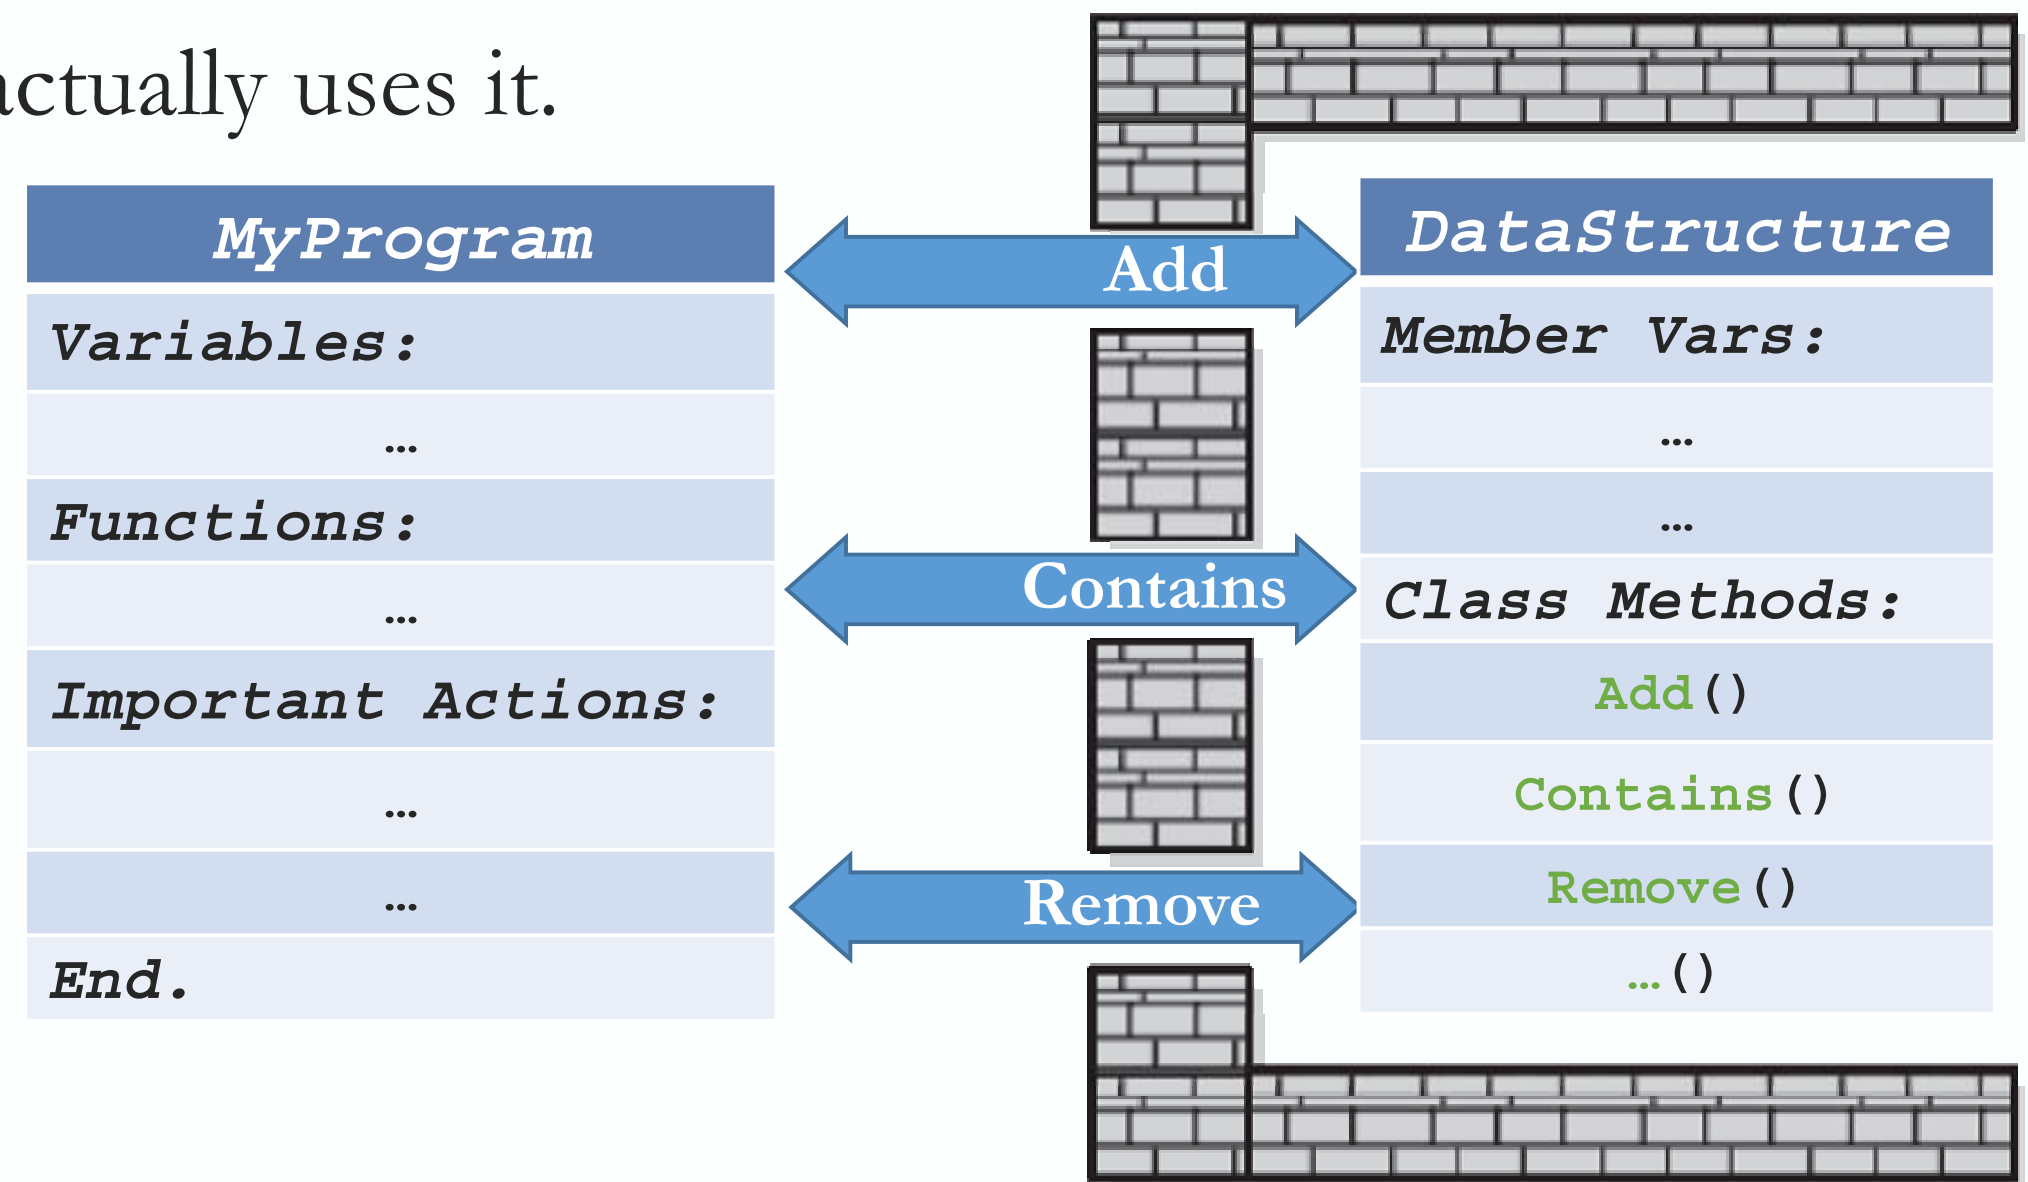 actually uses it.
MyProgram
Variables:
…
Functions:
…
Important Actions:
…
…
End.
Add
Contains
Remove
DataStructure
Member Vars:
…
…
Class Methods:
Add()
Contains()
Remove()
…()